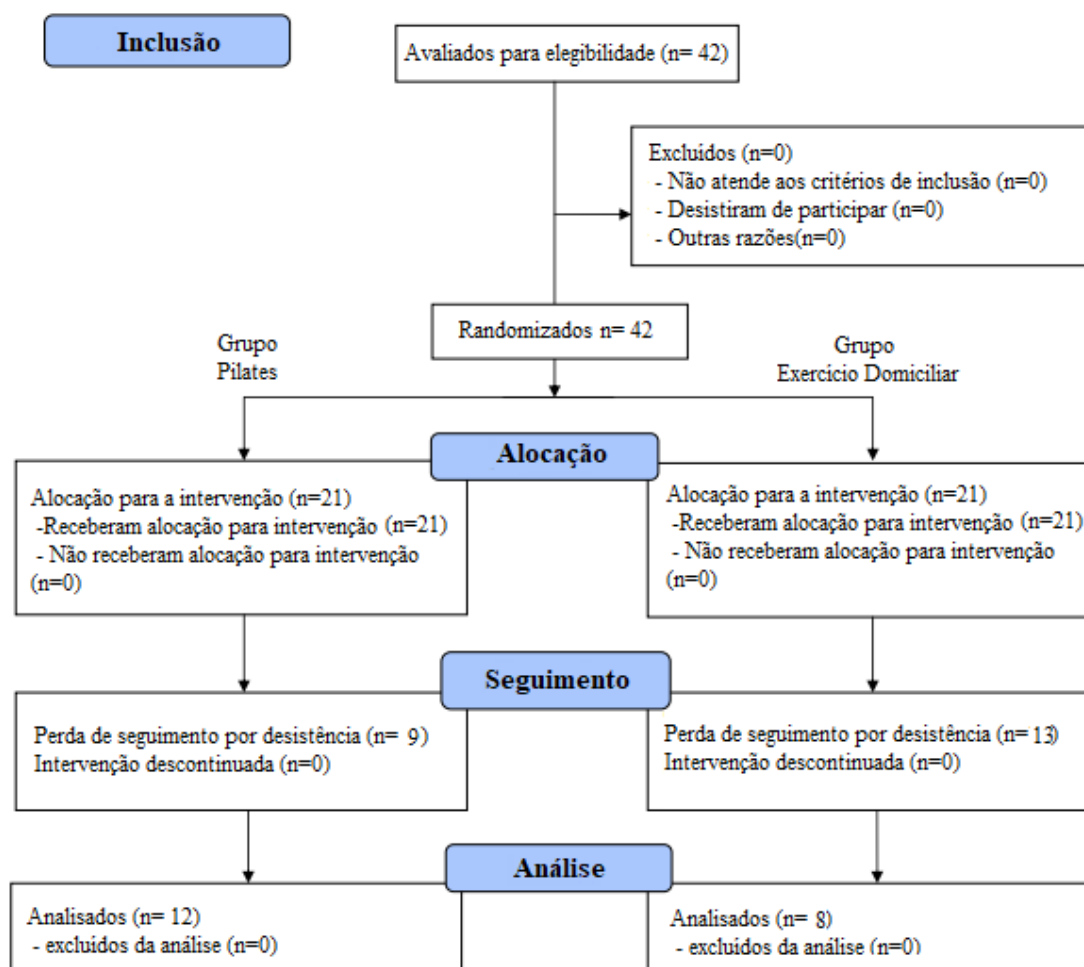 Inclusão
Avaliados para elegibilidade (n= 42)
Excluídos (n=0)
- Não atende aos critérios de inclusão (n=0)
- Desistiram de participar (n=0)
- Outras razões(n=0)
Randomizados n= 42
Grupo
Pilates
Grupo
Exercicio Domiciliar
Alocação
Alocação para a intervenção (n=21)
-Receberam alocação para intervenção (n=21)
- Não receberam alocação para intervenção
(n=0)
Alocação para a intervenção (n=21)
-Receberam alocação para intervenção (n=21)
- Não receberam alocação para intervenção
(n=0)
Seguimento
Perda de seguimento por desistência (n= 9)
Intervenção descontinuada (n=0)
Perda de seguimento por desistência (n= 13)
Intervenção descontinuada (n=0)
Análise
Analisados (n= 12)
- excluídos da análise (n=0)
Analisados (n= 8)
- excluídos da análise (n=0)